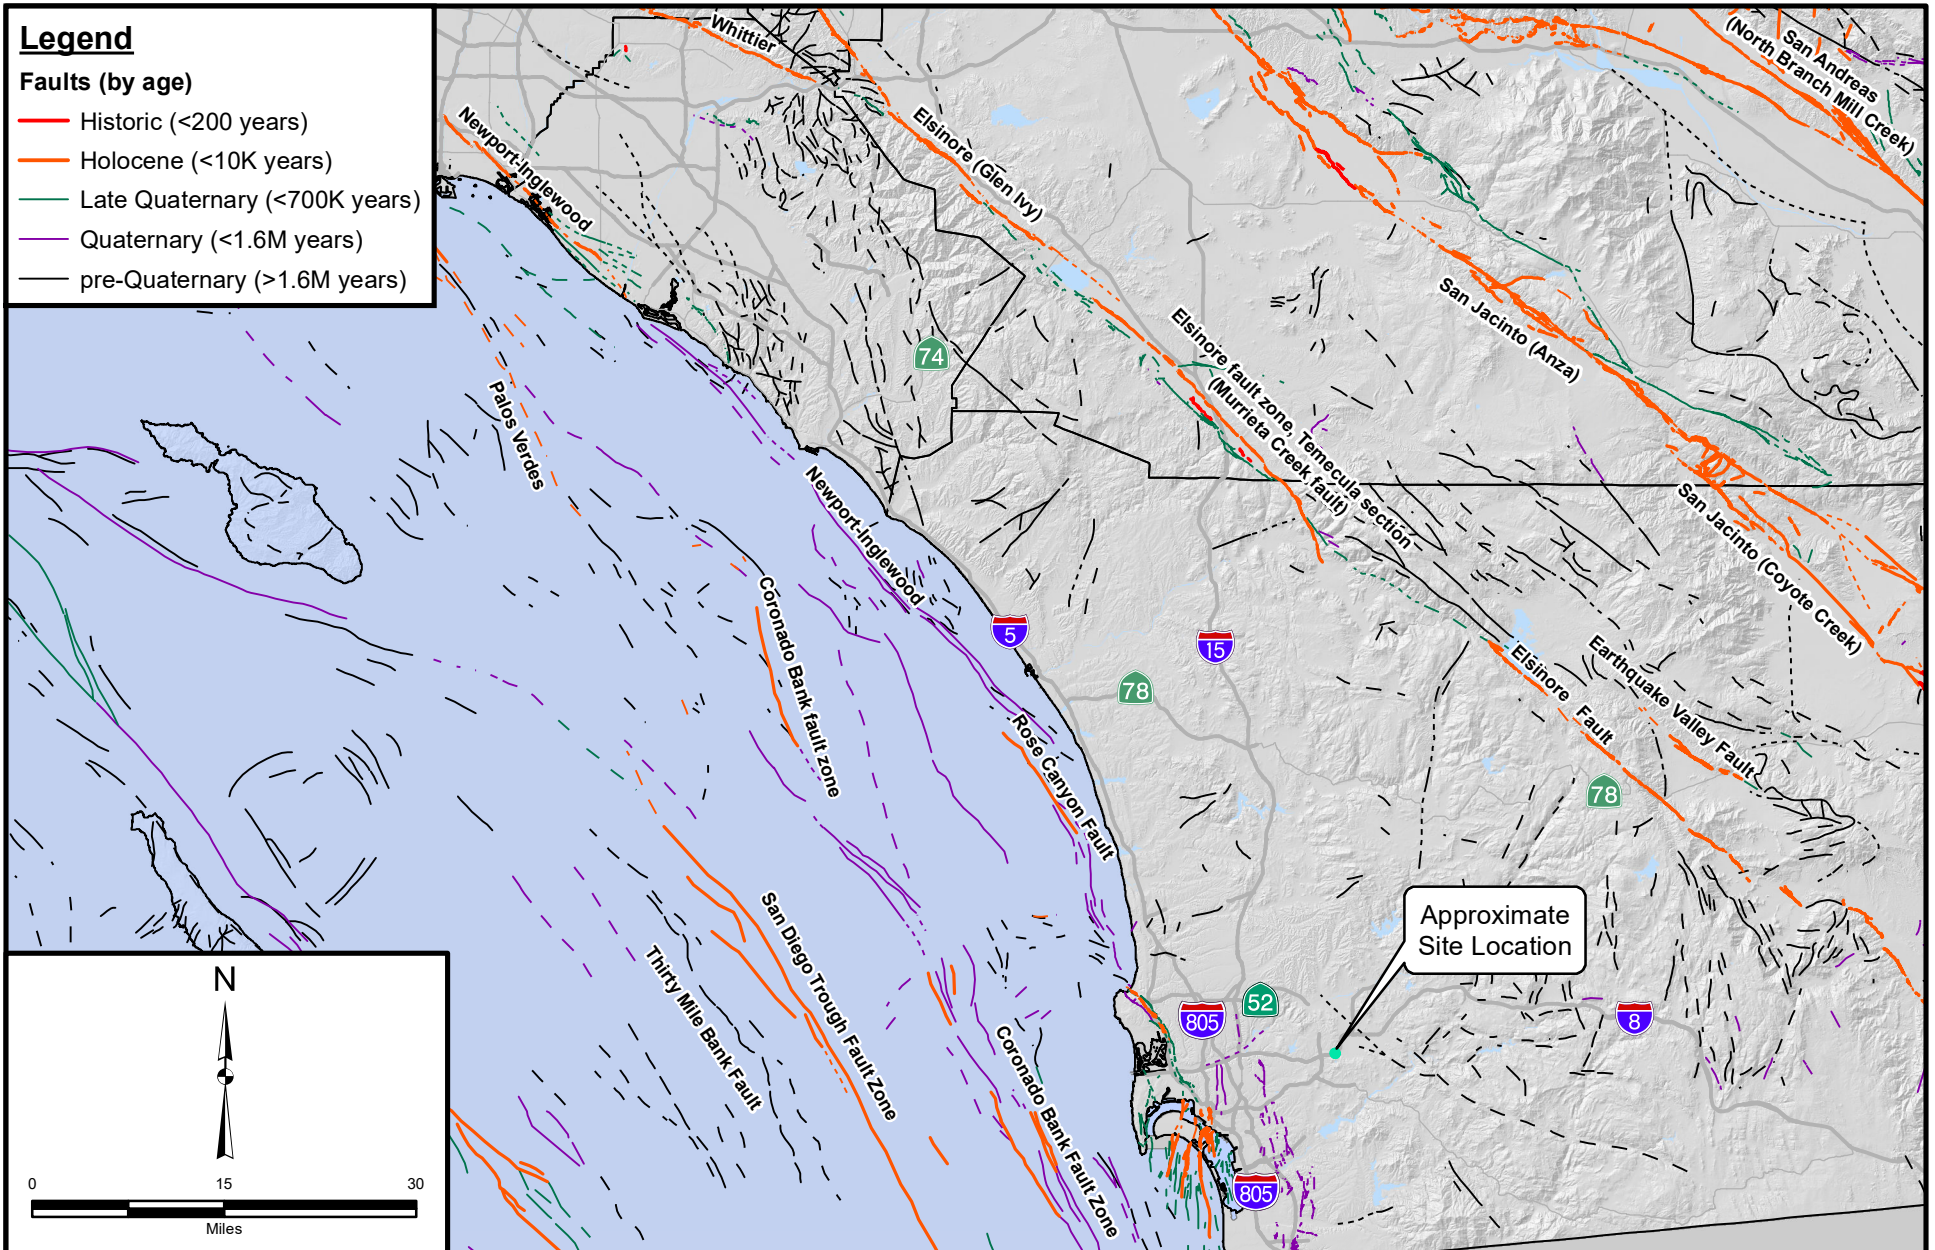 Legend
Faults (by age)
Historic (<200 years)
Holocene (<10K years)
Late Quaternary (<700K years)
Quaternary (<1.6M years)
pre-Quaternary (>1.6M years)
Whittier
San Andreas
(North Branch Mill Creek)
Newport-Inglewood
Elsinore (Glen Ivy)
San Jacinto (Anza)
Elsinore fault zone, Temecula section
(Murrieta Creek fault)
74
Palos Verdes
Newport-Inglewood
San Jacinto (Coyote Creek)
Coronado Bank fault zone
5
15
78
Elsinore Fault
Earthquake Valley Fault
Rose Canyon Fault
78
Approximate
Site Location
San Diego Trough Fault Zone
Thirty Mile Bank Fault
52
805
8
Coronado Bank Fault Zone
805
N
0 15 30
Miles